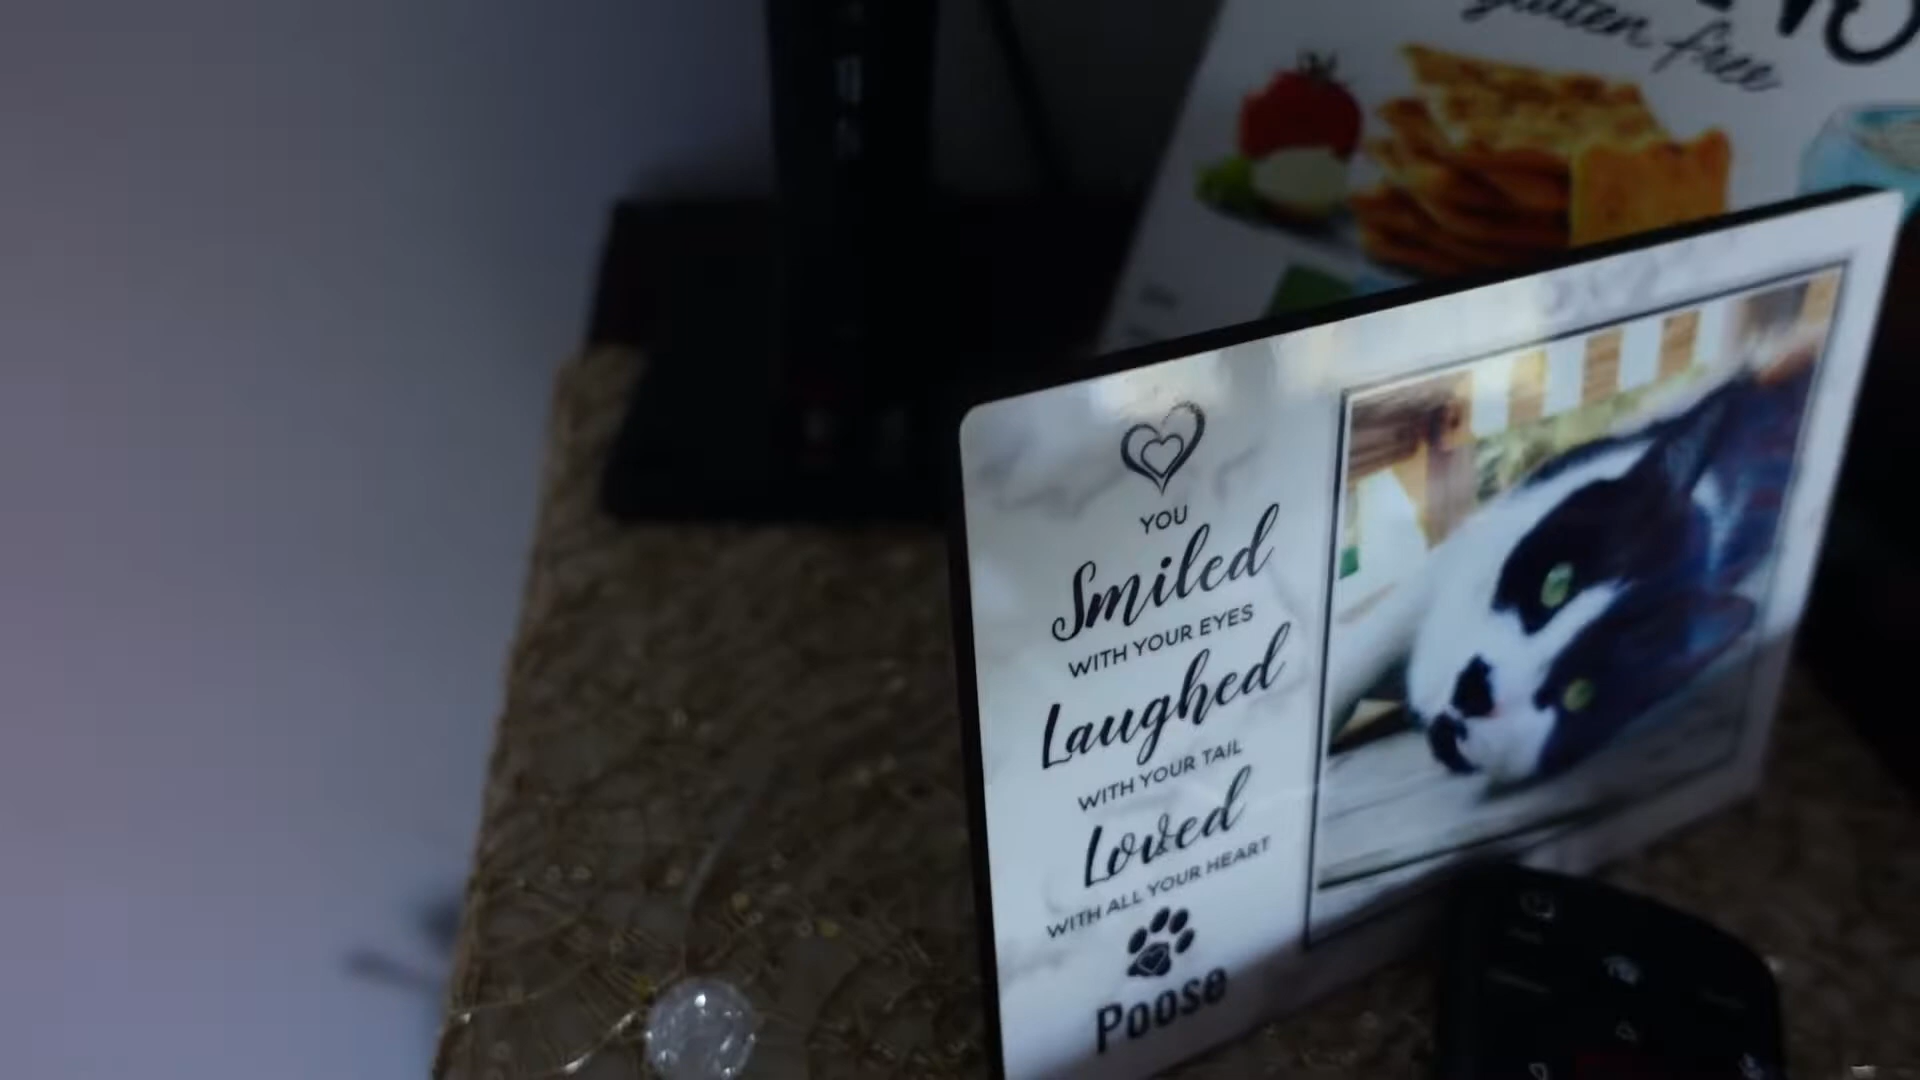 gluten free
YOU
Smiled
WITH YOUR EYES
Laughed
WITH YOUR TAIL
Loved
WITH ALL YOUR HEART
Poose